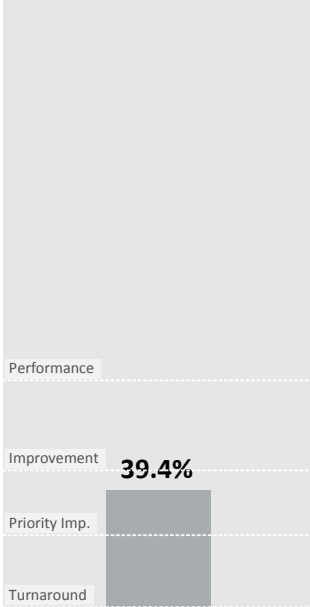 Performance
Improvement
39.4%
Priority Imp.
Turnaround